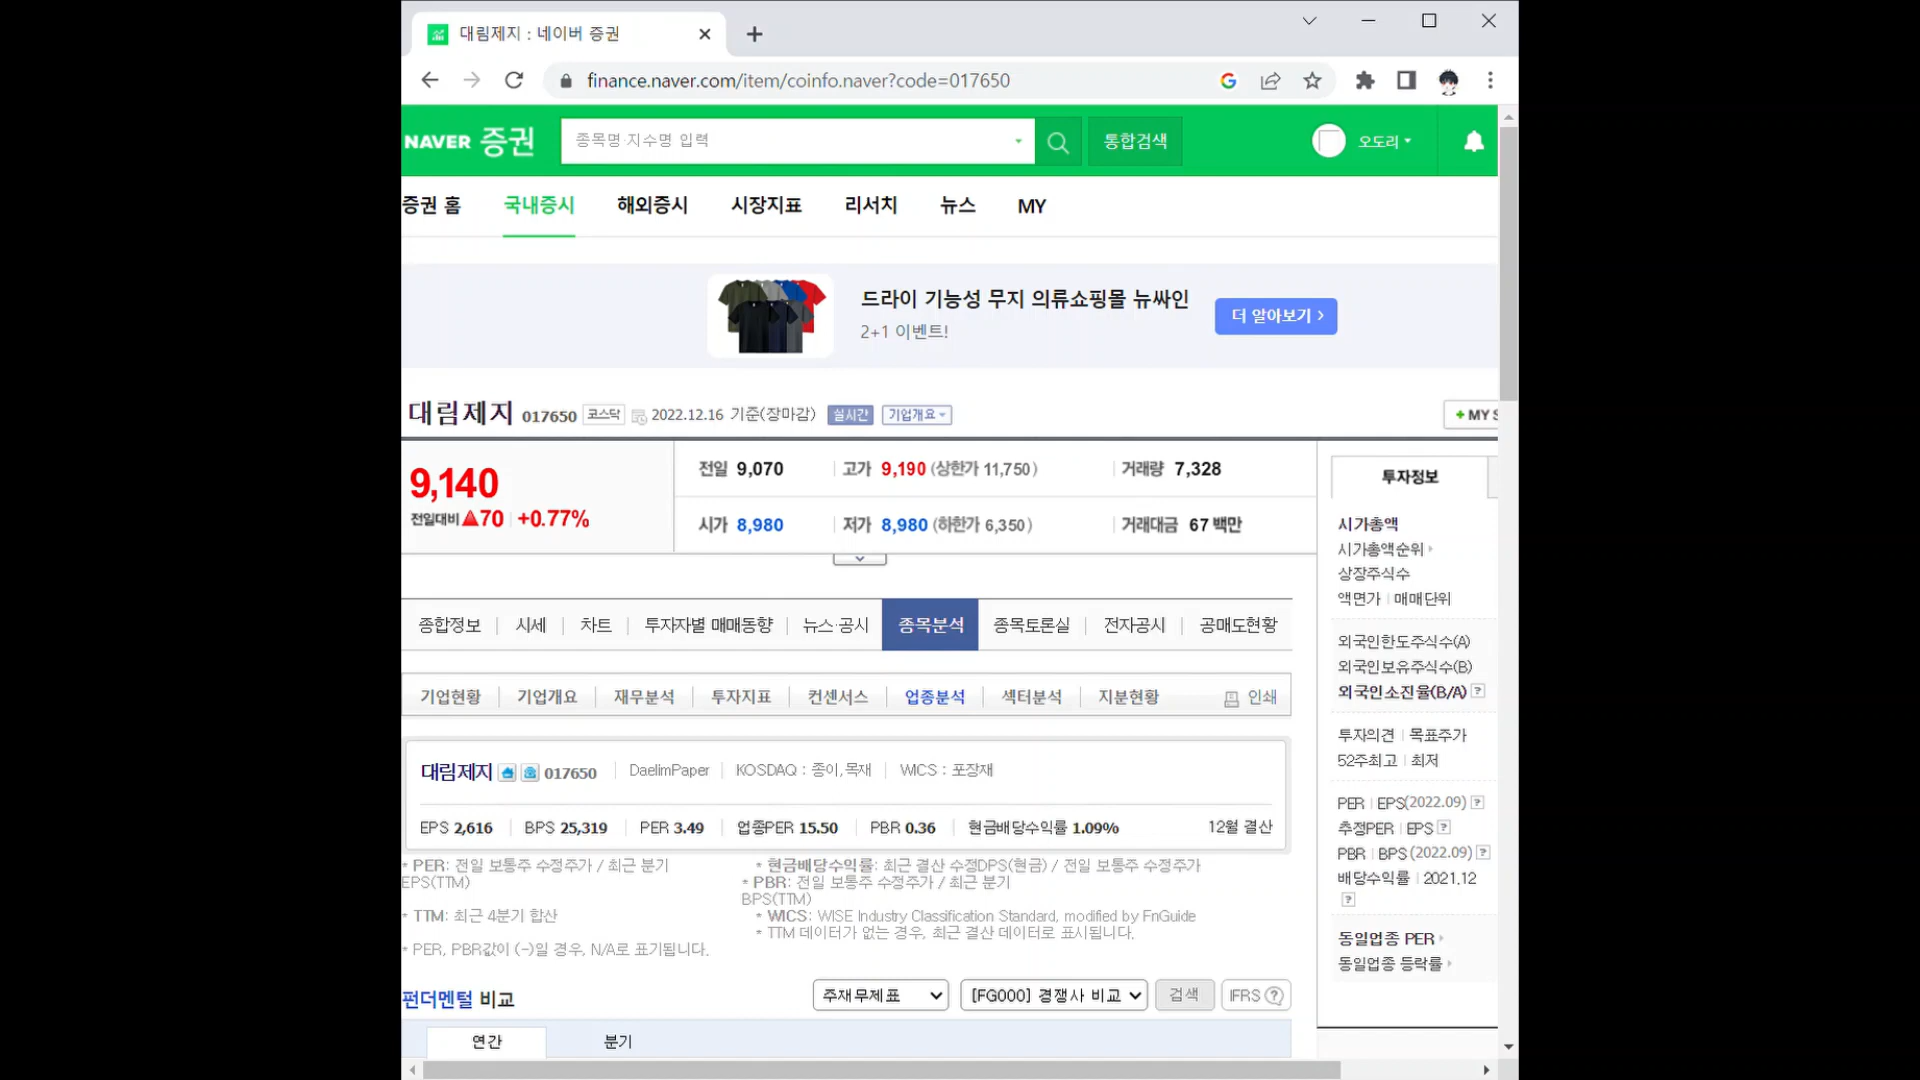 대림제지 : 네이버 증권
finance.naver.com/item/coinfo.naver?code=017650
NAVER 증권 종목명·지수명 입력 통합검색 오도리
증권 홈 국내증시 해외증시 시장지표 리서치 뉴스 MY
드라이 기능성 무지 의류쇼핑몰 뉴싸인
2+1 이벤트!
더 알아보기 >
대림제지 017650 코스닥 2022.12.16 기준(장마감) 실시간 기업개요 + MY S
9,140
전일대비 ▲70 +0.77%
전일 9,070 고가 9,190 (상한가 11,750) 거래량 7,328
시가 8,980 저가 8,980 (하한가 6,350) 거래대금 67 백만
투자정보
시가총액
시가총액순위
상장주식수
액면가 | 매매단위
외국인한도주식수(A)
외국인보유주식수(B)
외국인소진율(B/A) ?
투자의견 | 목표주가
52주최고 | 최저
PER | EPS(2022.09) ?
추정PER | EPS ?
PBR | BPS (2022.09) ?
배당수익률 | 2021.12
?
동일업종 PER
동일업종 등락률
종합정보 시세 차트 투자자별 매매동향 뉴스·공시 종목분석 종목토론실 전자공시 공매도현황
기업현황 기업개요 재무분석 투자지표 컨센서스 업종분석 섹터분석 지분현황 인쇄
대림제지 017650 DaelimPaper KOSDAQ : 종이,목재 WICS : 포장재
EPS 2,616 BPS 25,319 PER 3.49 업종PER 15.50 PBR 0.36 현금배당수익률 1.09% 12월 결산
* PER: 전일 보통주 수정주가 / 최근 분기
EPS(TTM)
* TTM: 최근 4분기 합산
* PER, PBR값이 (-)일 경우, N/A로 표기됩니다.
* 현금배당수익률: 최근 결산 수정DPS(현금) / 전일 보통주 수정주가
* PBR: 전일 보통주 수정주가 / 최근 분기
BPS(TTM)
* WICS: WISE Industry Classification Standard, modified by FnGuide
* TTM 데이터가 없는 경우, 최근 결산 데이터로 표시됩니다.
펀더멘털 비교 주재무제표 [FG000] 경쟁사 비교 검색 IFRS ?
연간 분기